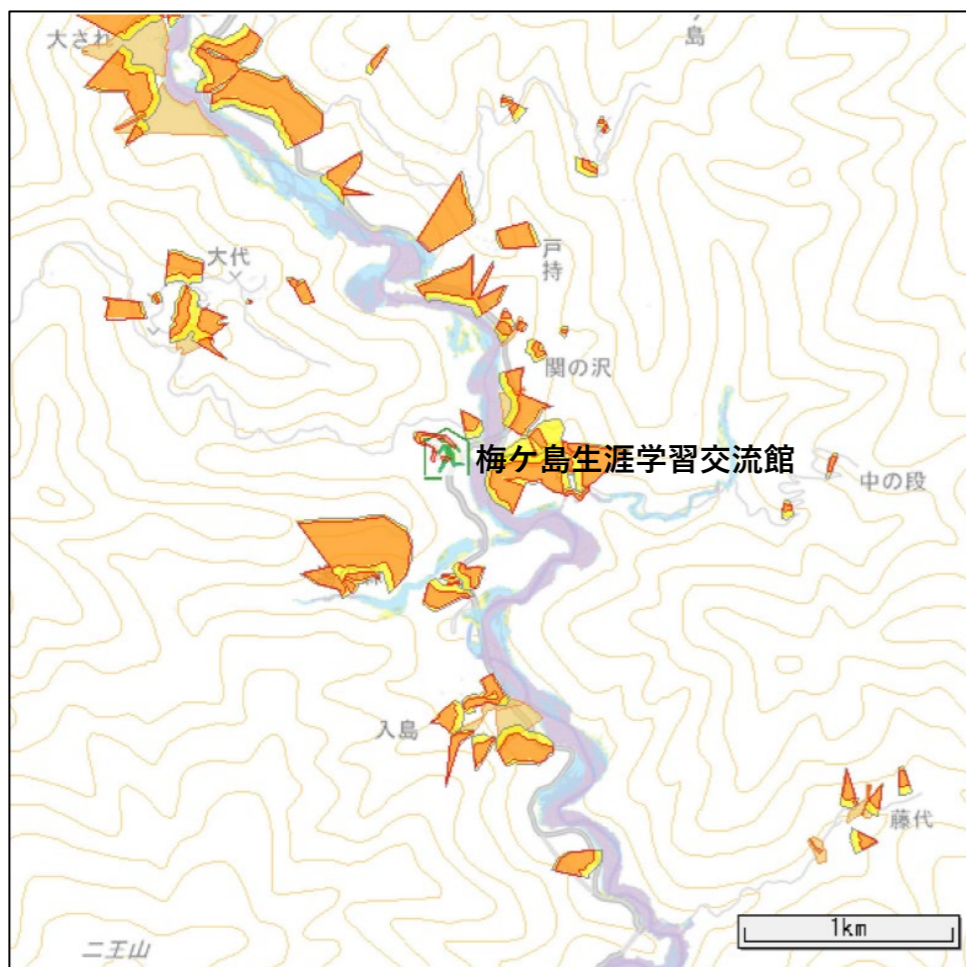 大され
島
大代
戸持
関の沢
梅ケ島生涯学習交流館
中の段
入島
藤代
二王山
1km